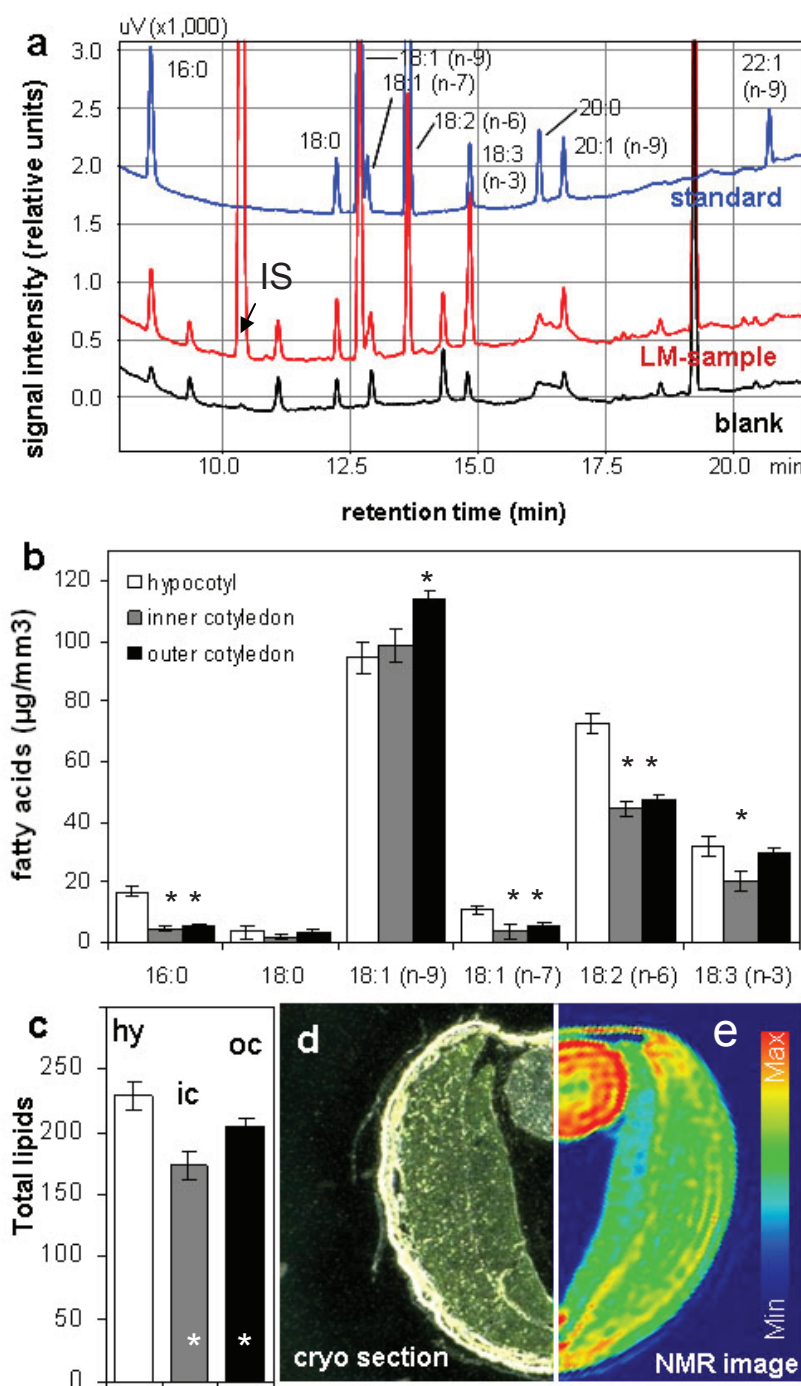 a
uV (x1,000)
signal intensity (relative units)
3.0
2.5
2.0
1.5
1.0
0.5
0.0
16:0
18:0
18:1 (n-9)
18:1 (n-7)
18:2 (n-6)
18:3
(n-3)
20:0
20:1 (n-9)
22:1
(n-9)
standard
IS
LM-sample
blank
10.0 12.5 15.0 17.5 20.0 min
retention time (min)
b
fatty acids (µg/mm3)
120
100
80
60
40
20
0
hypocotyl
inner cotyledon
outer cotyledon
*
* *
* *
* *
*
16:0 18:0 18:1 (n-9) 18:1 (n-7) 18:2 (n-6) 18:3 (n-3)
c
Total lipids
250
200
150
100
50
0
hy
ic
oc
* *
d
cryo section
e
Max
Min
NMR image